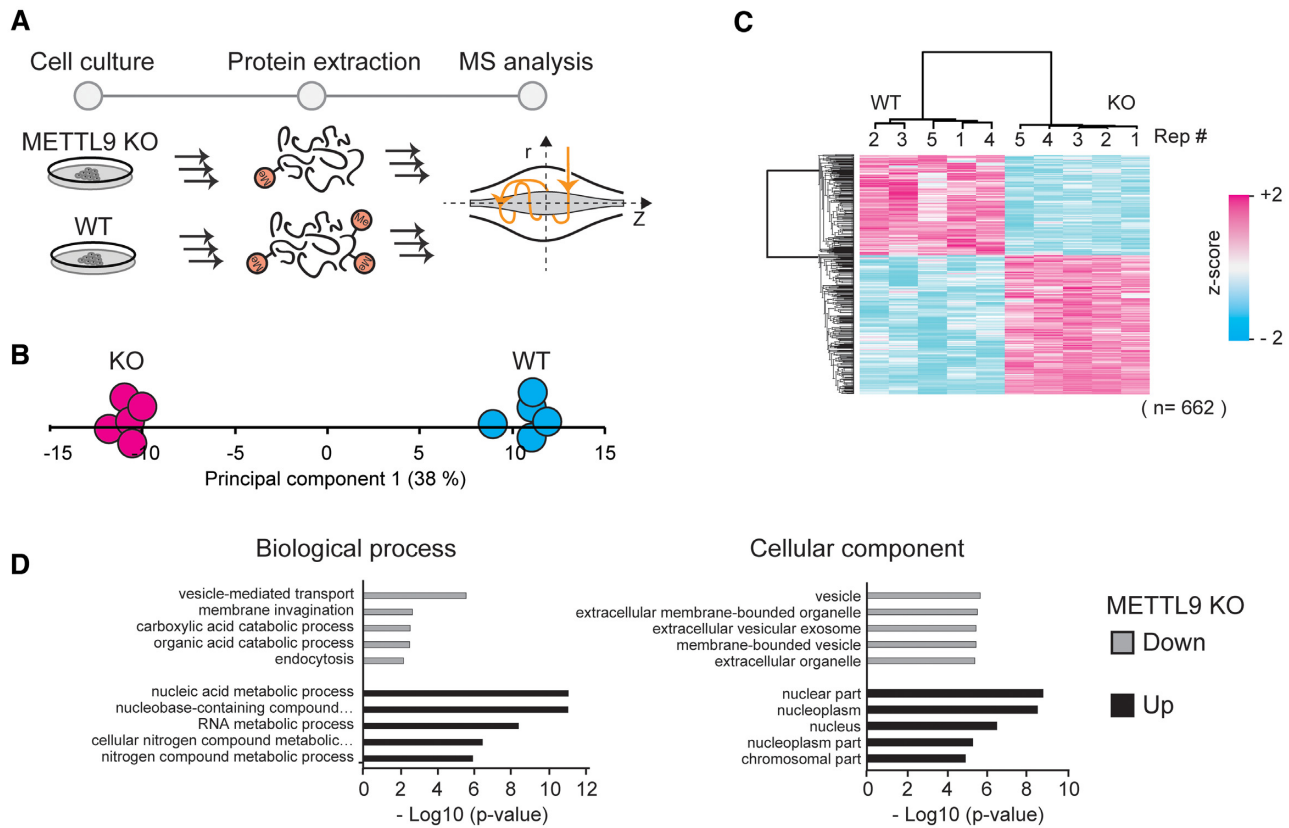 A
Cell culture
Protein extraction
MS analysis
METTL9 KO
WT
Me
Me
Me
Me
r
Z
B
KO
WT
-15
-10
-5
0
5
10
15
Principal component 1 (38 %)
C
WT
KO
2 3 5 1 4 5 4 3 2 1 Rep #
+2
z-score
- 2
( n= 662 )
D
Biological process
vesicle-mediated transport
membrane invagination
carboxylic acid catabolic process
organic acid catabolic process
endocytosis
nucleic acid metabolic process
nucleobase-containing compound…
RNA metabolic process
cellular nitrogen compound metabolic…
nitrogen compound metabolic process
0 2 4 6 8 10 12
- Log10 (p-value)
Cellular component
vesicle
extracellular membrane-bounded organelle
extracellular vesicular exosome
membrane-bounded vesicle
extracellular organelle
nuclear part
nucleoplasm
nucleus
nucleoplasm part
chromosomal part
0 2 4 6 8 10
- Log10 (p-value)
METTL9 KO
Down
Up